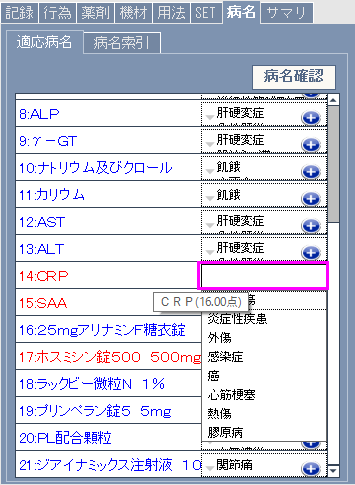 記録 行為 薬剤 機材 用法 SET 病名 サマリ
適応病名 病名索引
病名確認
8:ALP 肝硬変症
9:γ－GT 肝硬変症
10:ナトリウム及びクロール 飢餓
11:カリウム 飢餓
12:AST 肝硬変症
13:ALT 肝硬変症
14:CRP
ＣＲＰ(16.00点)
15:SAA
炎症性疾患
16:25mgアリナミンF糖衣錠
外傷
17:ホスミシン錠500 500mg
感染症
癌
18:ラックビー微粒N 1%
心筋梗塞
19:プリンペラン錠5 5mg
熱傷
20:PL配合顆粒
膠原病
21:ジアイナミックス注射液 10 関節痛